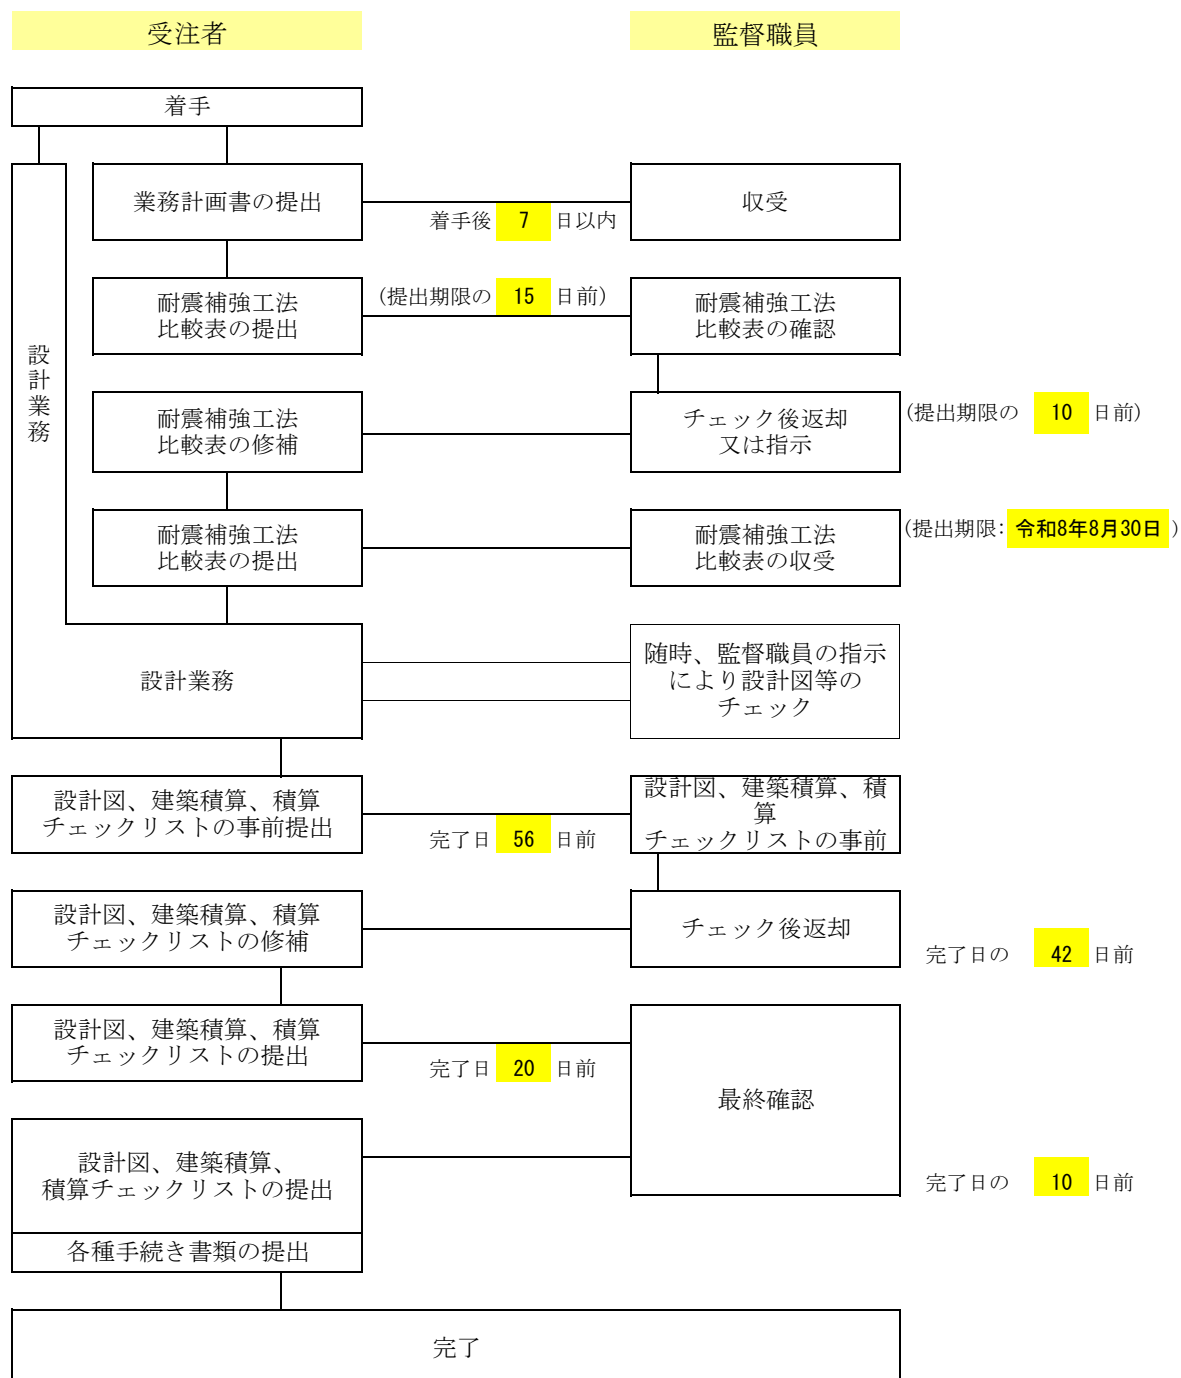 受注者
監督職員
着手
業務計画書の提出
収受
着手後 7 日以内
耐震補強工法
比較表の提出
(提出期限の 15 日前)
耐震補強工法
比較表の確認
設計業務
耐震補強工法
比較表の修補
チェック後返却
又は指示
(提出期限の 10 日前)
耐震補強工法
比較表の提出
耐震補強工法
比較表の収受
(提出期限: 令和8年8月30日 )
設計業務
随時、監督職員の指示
により設計図等の
チェック
設計図、建築積算、積算
チェックリストの事前提出
完了日 56 日前
設計図、建築積算、積
算
チェックリストの事前
設計図、建築積算、積算
チェックリストの修補
チェック後返却
完了日の 42 日前
設計図、建築積算、積算
チェックリストの提出
完了日 20 日前
最終確認
設計図、建築積算、
積算チェックリストの提出
完了日の 10 日前
各種手続き書類の提出
完了